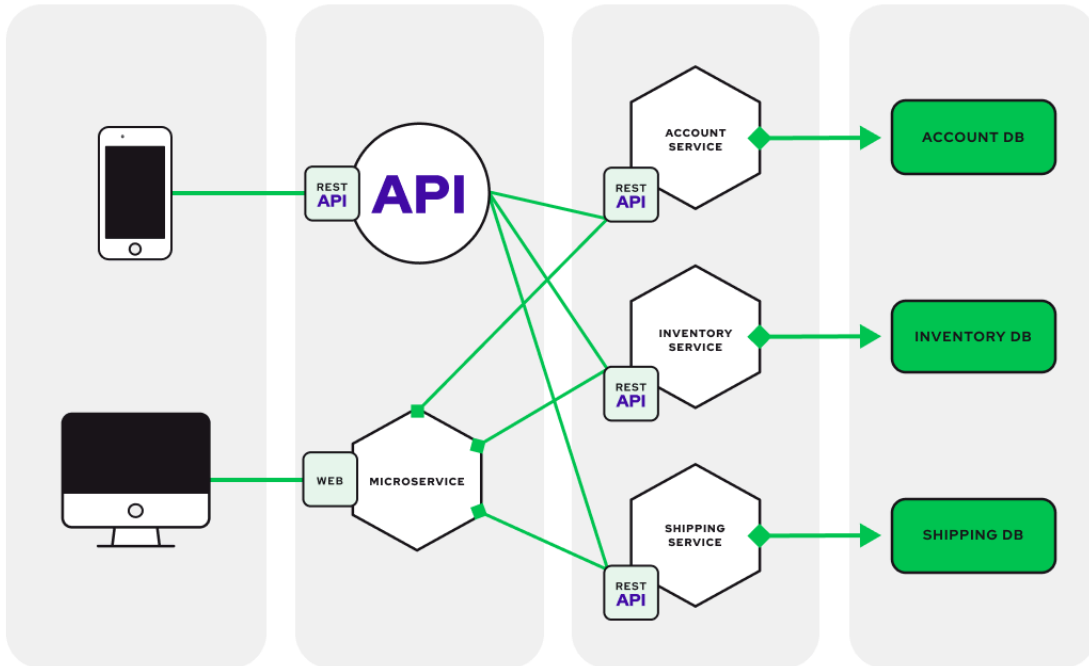 REST
API
API
ACCOUNT
SERVICE
REST
API
ACCOUNT DB
INVENTORY
SERVICE
REST
API
INVENTORY DB
WEB
MICROSERVICE
SHIPPING
SERVICE
REST
API
SHIPPING DB